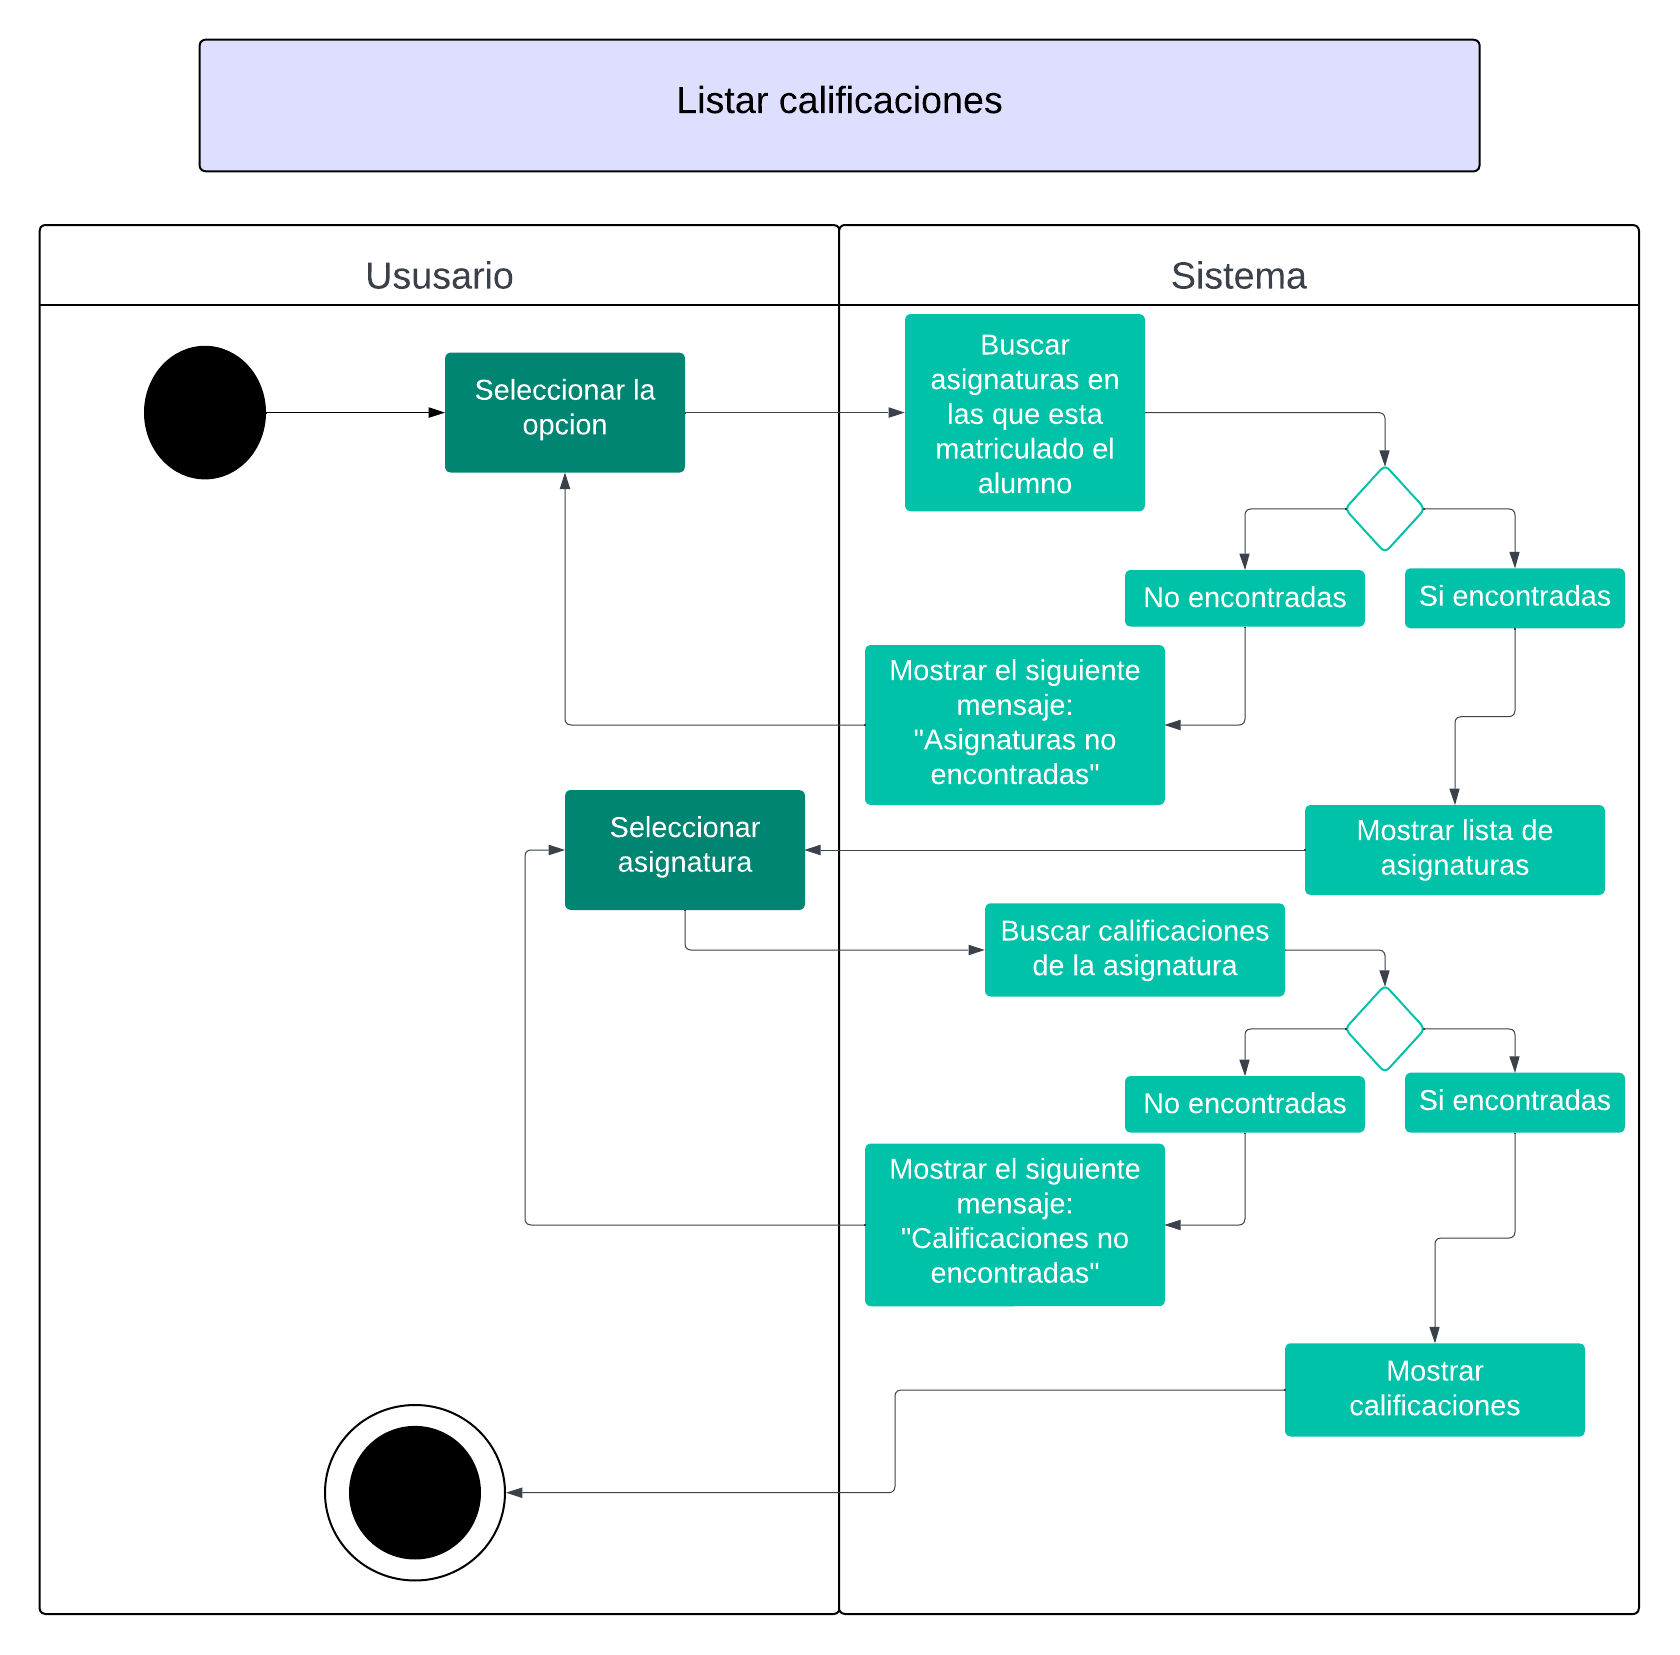 Listar calificaciones
Ususario
Sistema
Seleccionar la
opcion
Buscar
asignaturas en
las que esta
matriculado el
alumno
No encontradas
Si encontradas
Mostrar el siguiente
mensaje:
"Asignaturas no
encontradas"
Seleccionar
asignatura
Mostrar lista de
asignaturas
Buscar calificaciones
de la asignatura
No encontradas
Si encontradas
Mostrar el siguiente
mensaje:
"Calificaciones no
encontradas"
Mostrar
calificaciones